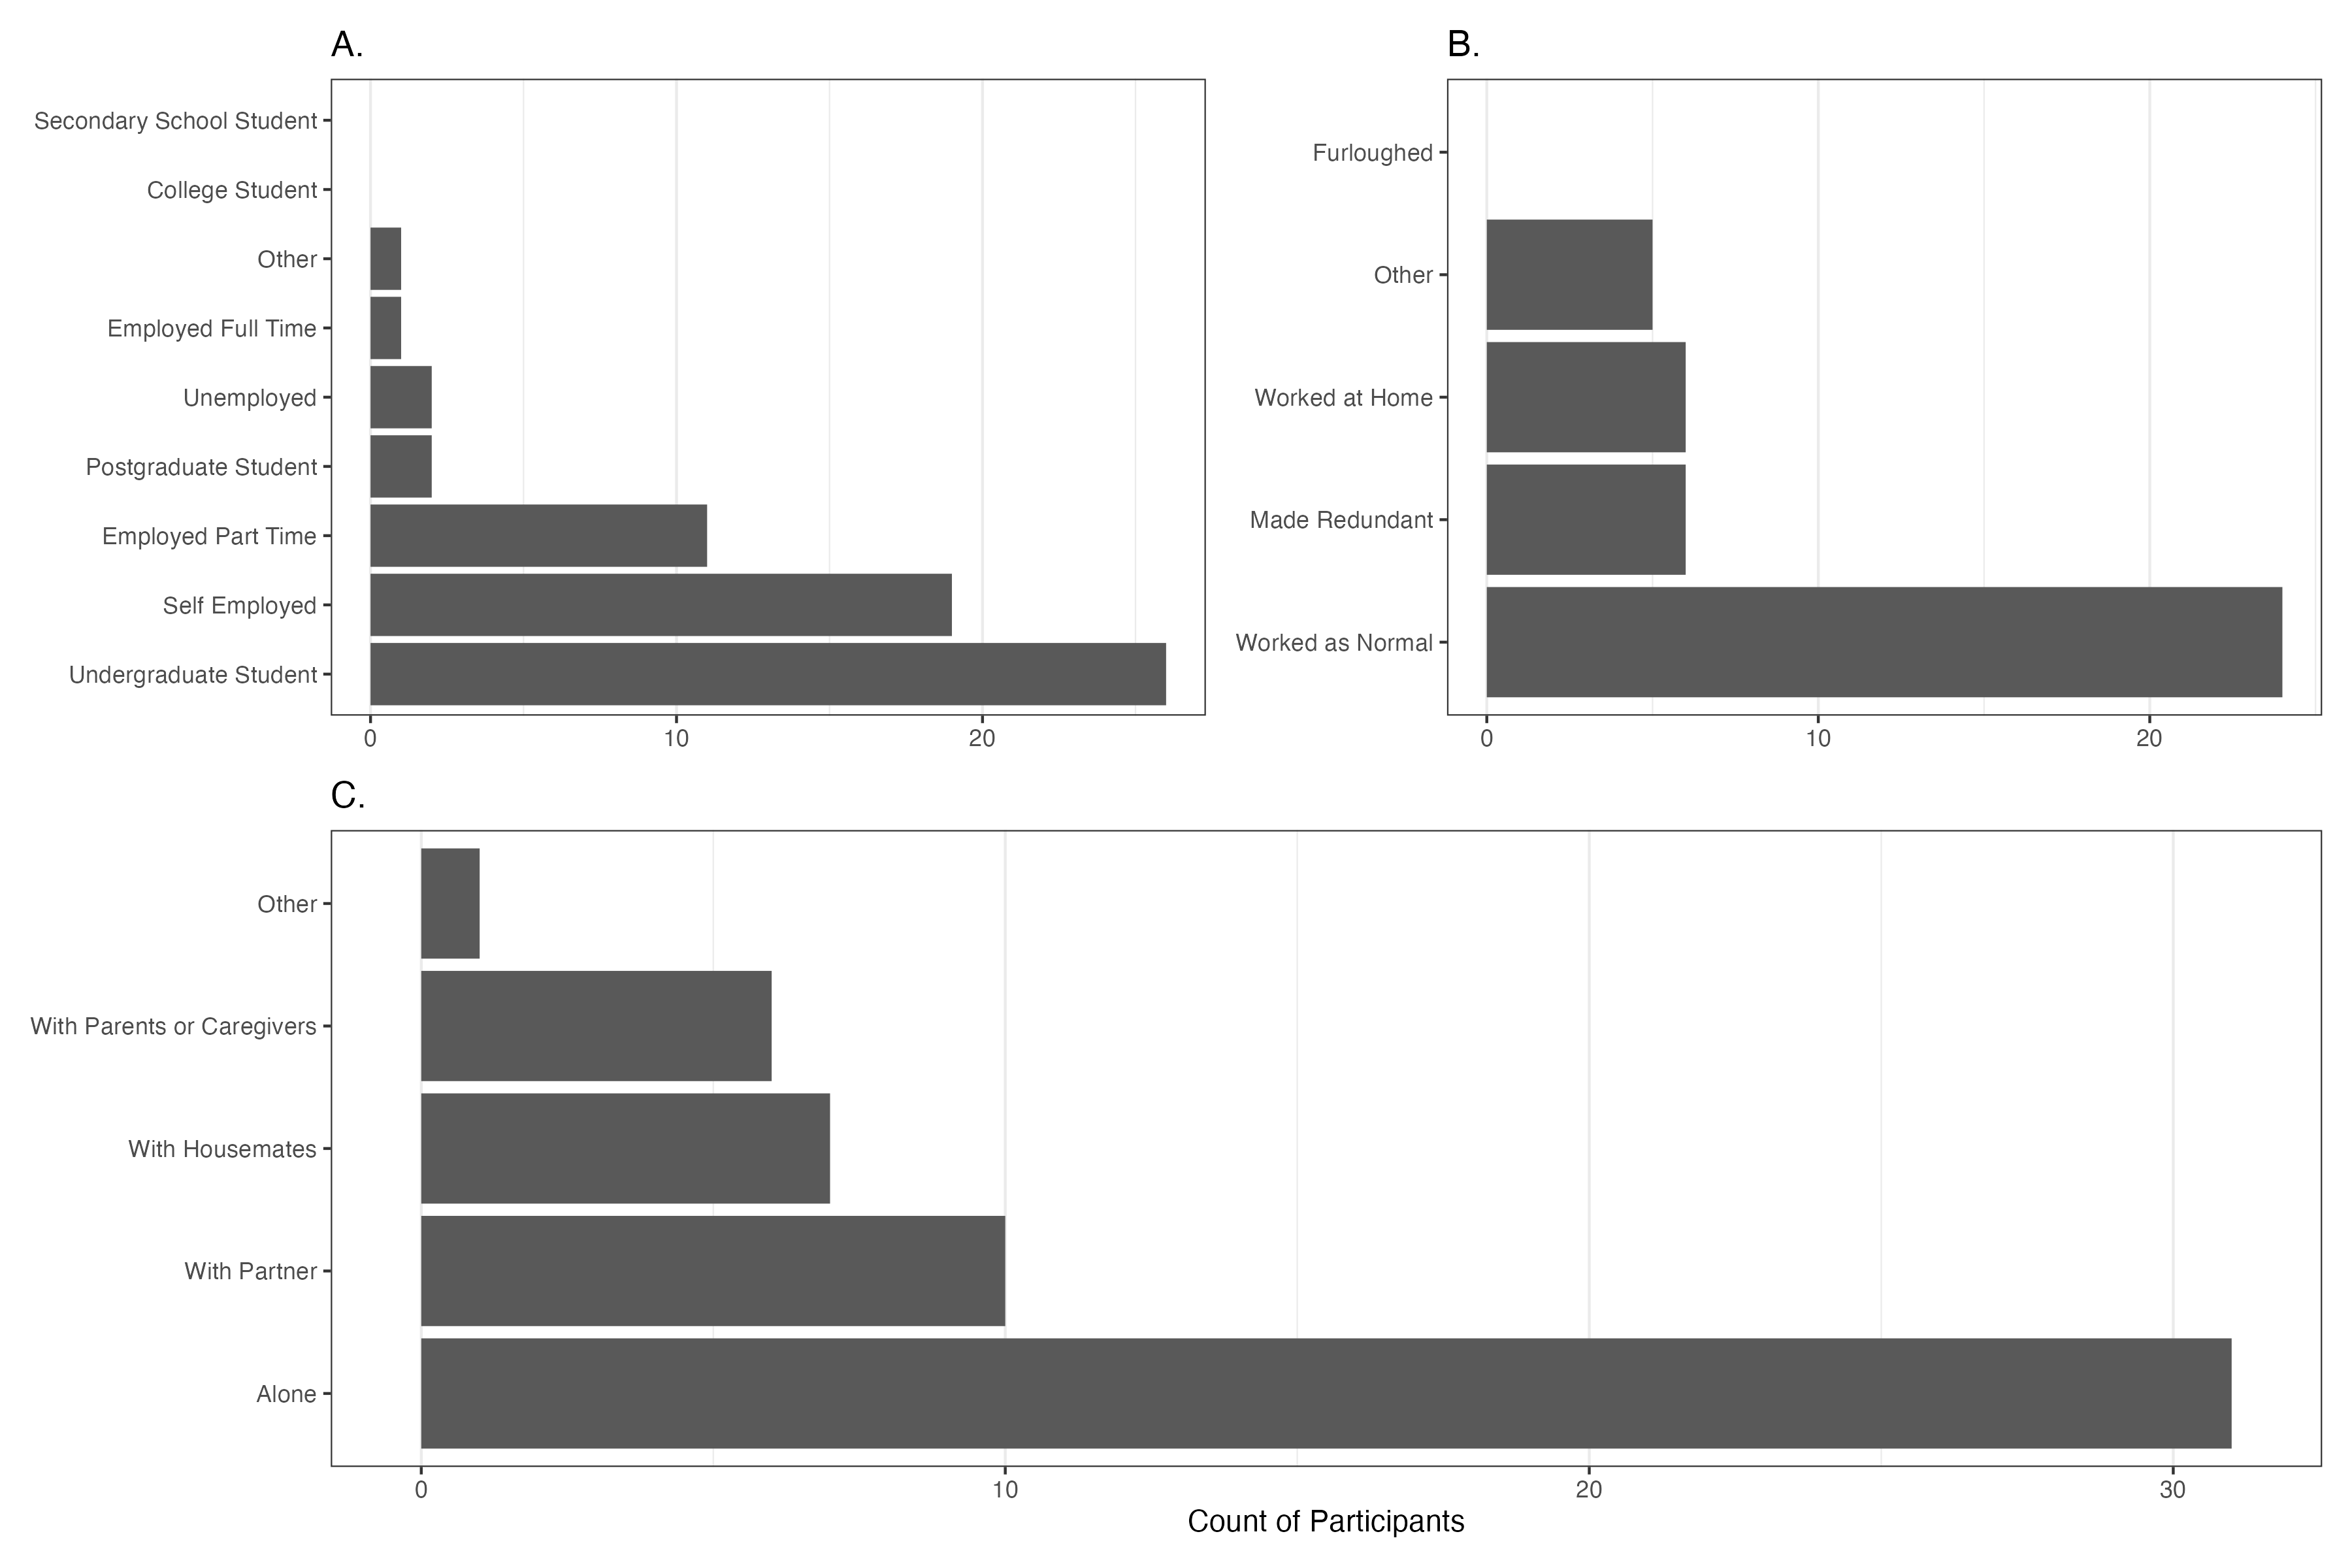 A.
Secondary School Student
College Student
Other
Employed Full Time
Unemployed
Postgraduate Student
Employed Part Time
Self Employed
Undergraduate Student
0 10 20
B.
Furloughed
Other
Worked at Home
Made Redundant
Worked as Normal
0 10 20
C.
Other
With Parents or Caregivers
With Housemates
With Partner
Alone
0 10 20 30
Count of Participants